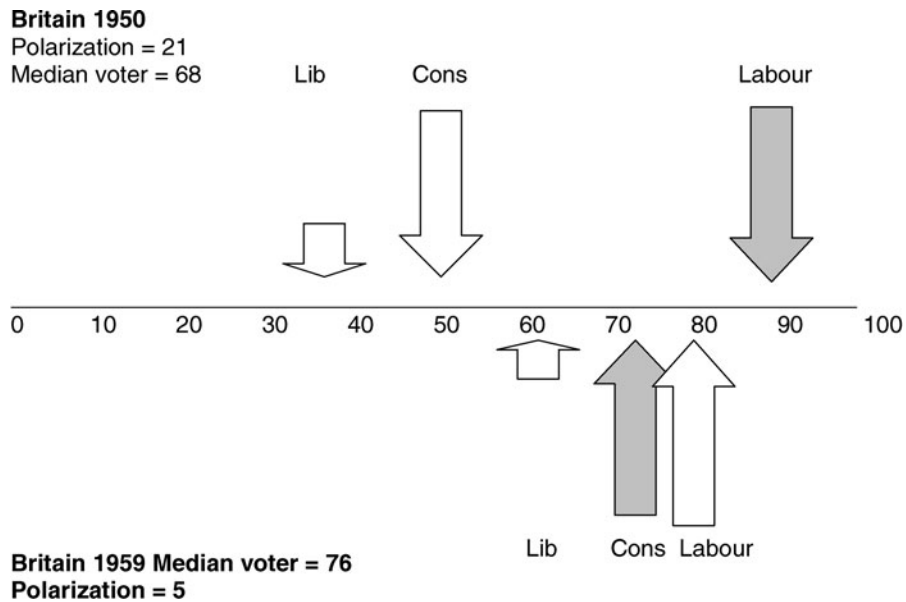 Britain 1950
Polarization = 21
Median voter = 68
Lib Cons Labour
0 10 20 30 40 50 60 70 80 90 100
Lib Cons Labour
Britain 1959 Median voter = 76
Polarization = 5